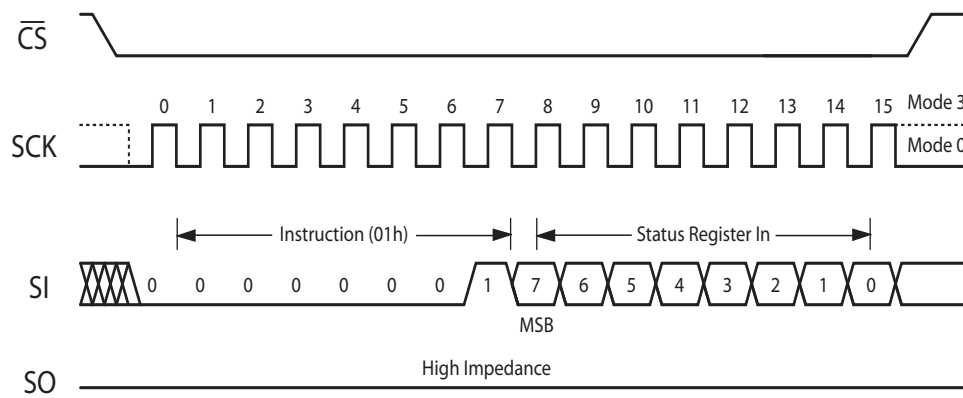 CS
0 1 2 3 4 5 6 7 8 9 10 11 12 13 14 15 Mode 3
SCK Mode 0
Instruction (01h) Status Register In
SI 0 0 0 0 0 0 0 1 7 6 5 4 3 2 1 0
MSB
High Impedance
SO